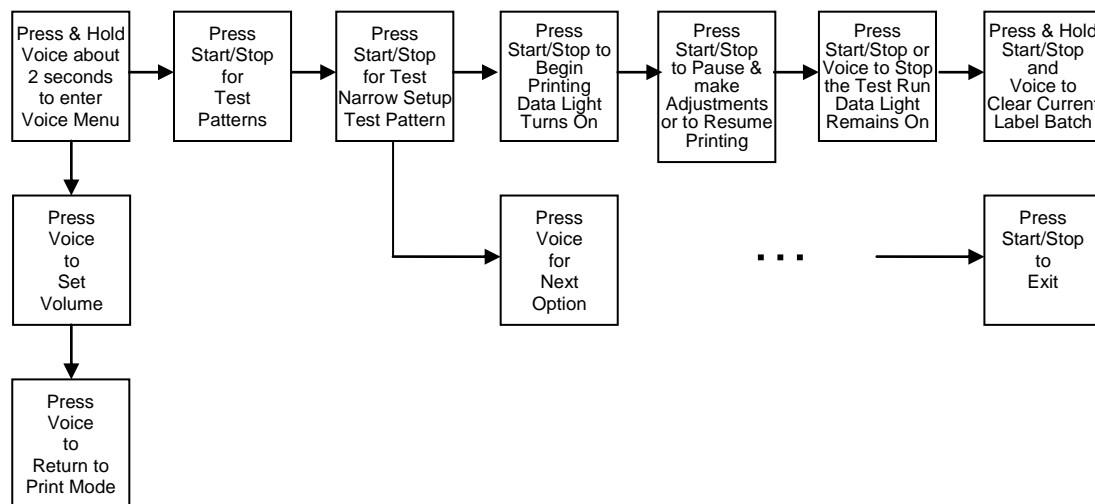 Press & Hold
Voice about
2 seconds
to enter
Voice Menu
Press
Start/Stop
for
Test
Patterns
Press
Start/Stop
for Test
Narrow Setup
Test Pattern
Press
Start/Stop to
Begin
Printing
Data Light
Turns On
Press
Start/Stop
to Pause &
make
Adjustments
or to Resume
Printing
Press
Start/Stop or
Voice to Stop
the Test Run
Data Light
Remains On
Press & Hold
Start/Stop
and
Voice to
Clear Current
Label Batch
Press
Voice
to
Set
Volume
Press
Voice
for
Next
Option
...
Press
Start/Stop
to
Exit
Press
Voice
to
Return to
Print Mode